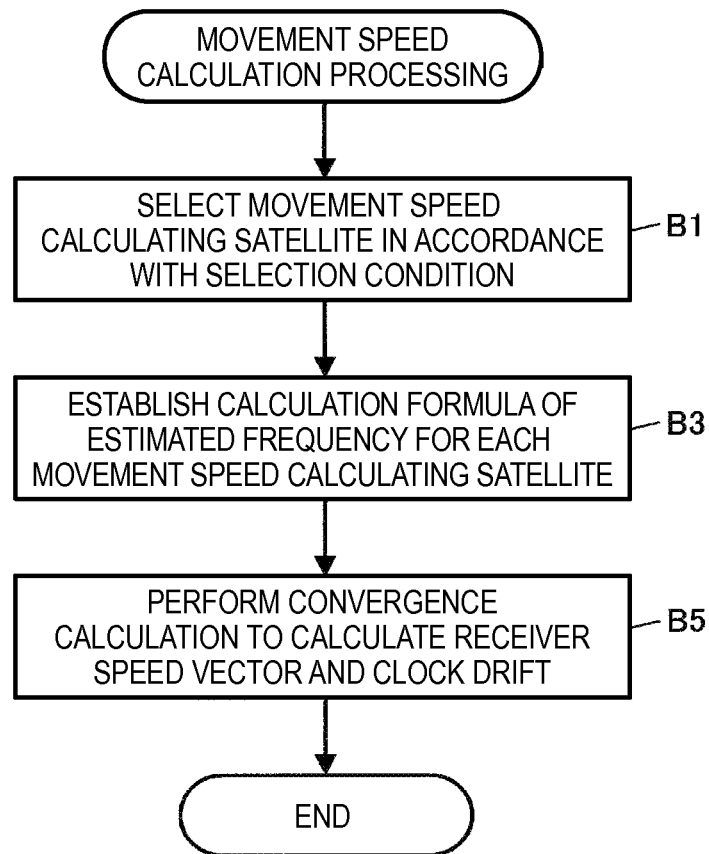 MOVEMENT SPEED
CALCULATION PROCESSING
SELECT MOVEMENT SPEED
CALCULATING SATELLITE IN ACCORDANCE
WITH SELECTION CONDITION
B1
ESTABLISH CALCULATION FORMULA OF
ESTIMATED FREQUENCY FOR EACH
MOVEMENT SPEED CALCULATING SATELLITE
B3
PERFORM CONVERGENCE
CALCULATION TO CALCULATE RECEIVER
SPEED VECTOR AND CLOCK DRIFT
B5
END